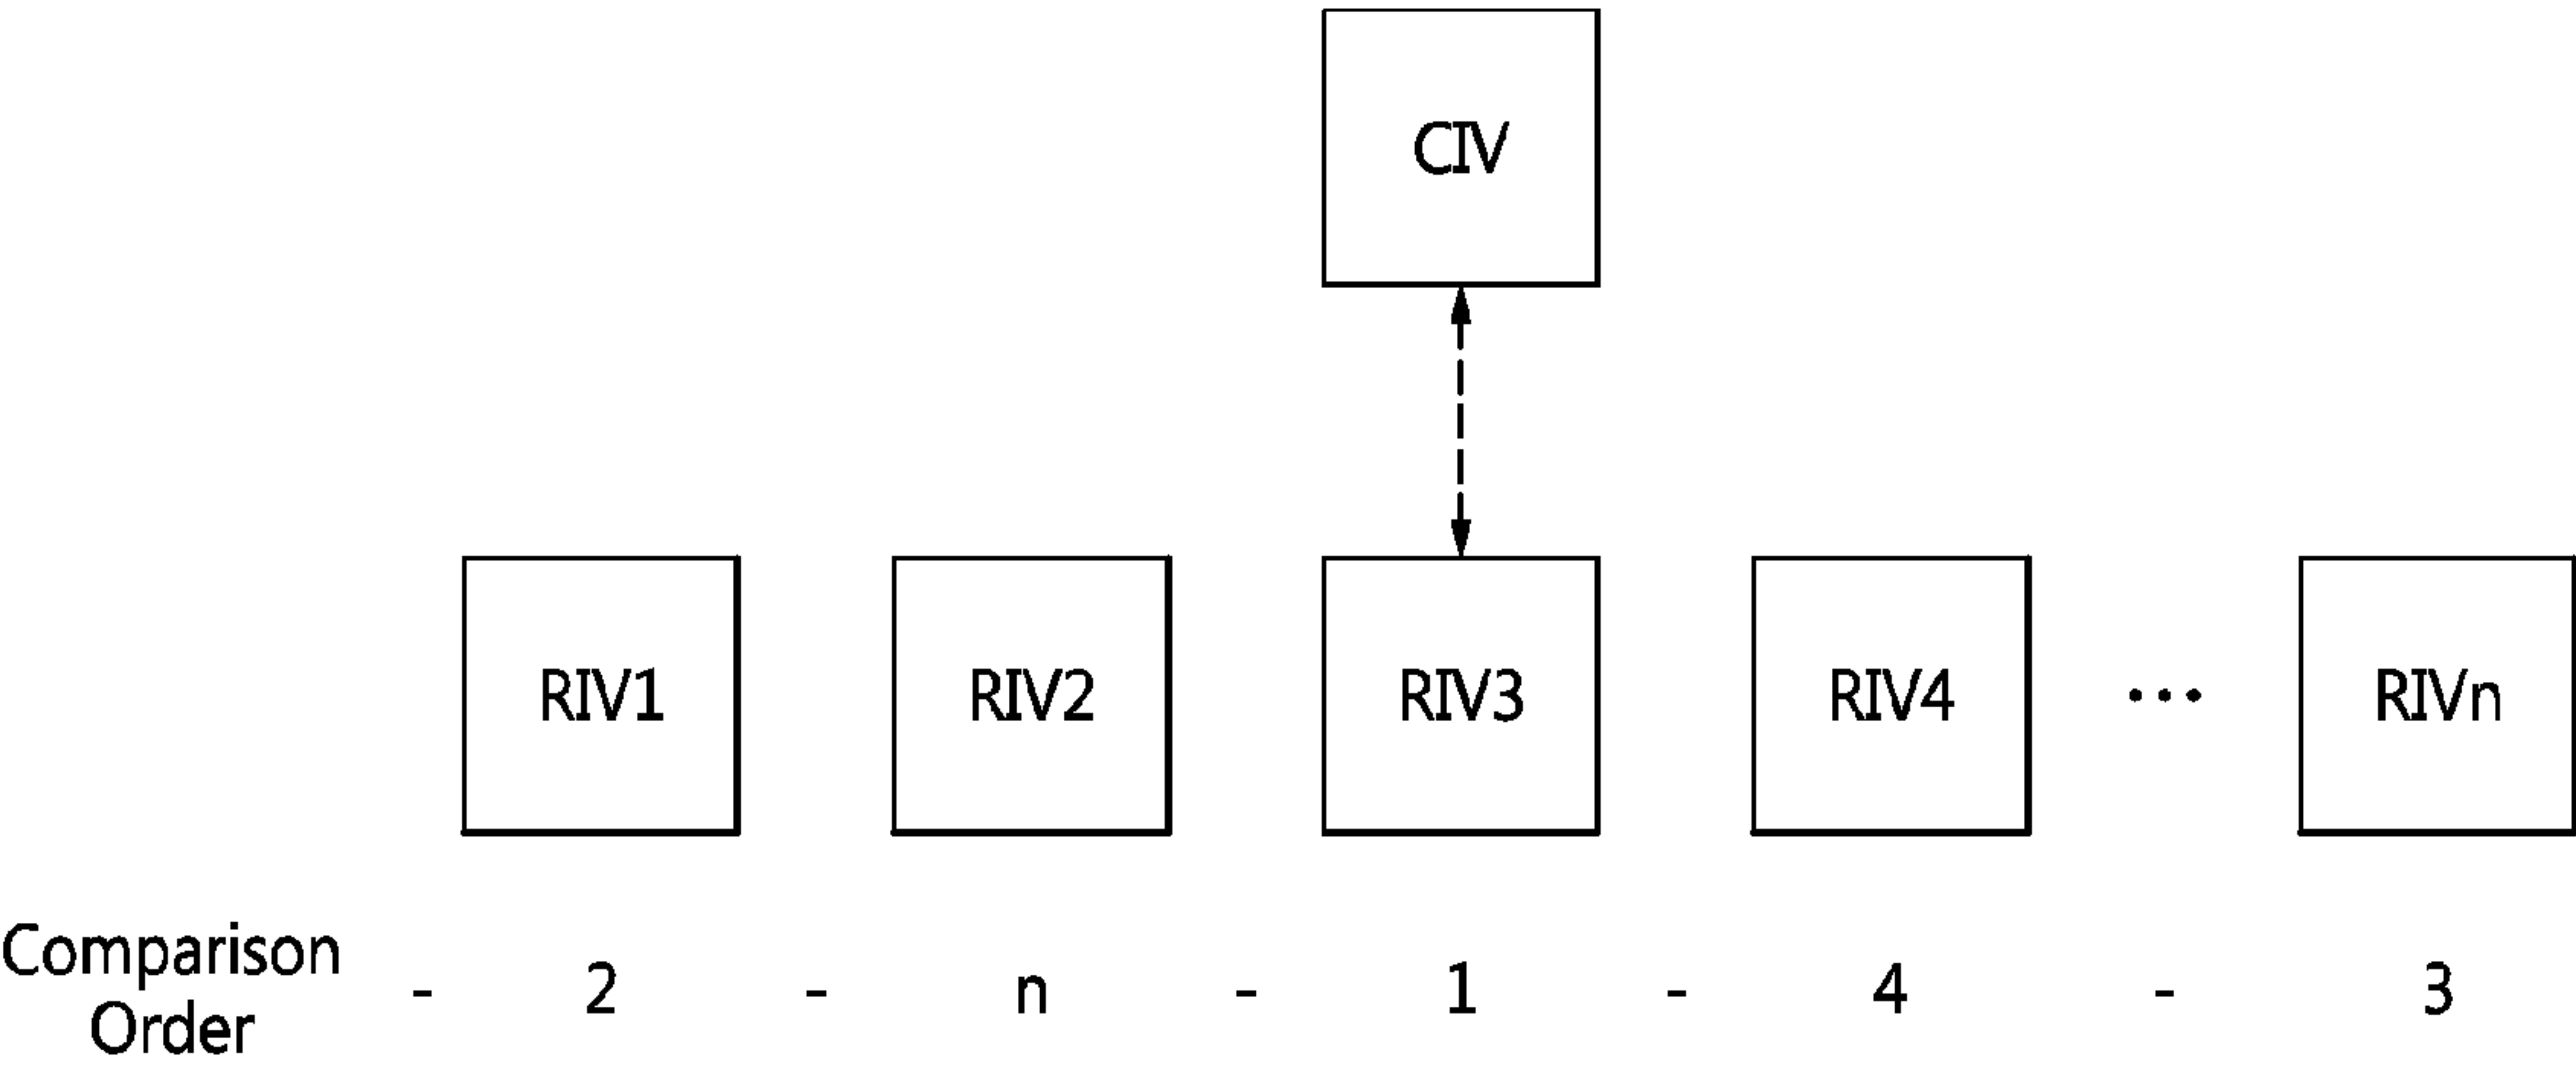 CIV
RIV1 RIV2 RIV3 RIV4 ... RIVn
Comparison
Order - 2 - n - 1 - 4 - 3